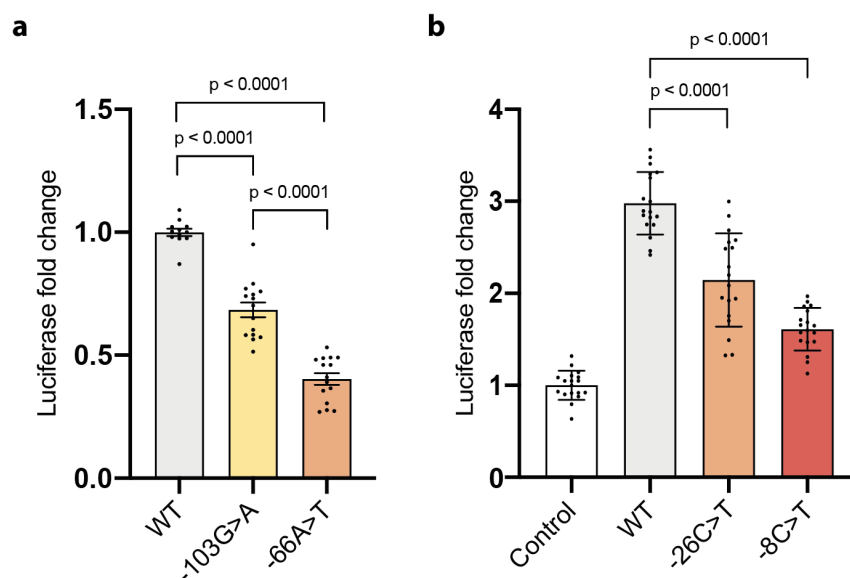 a
p < 0.0001
p < 0.0001
p < 0.0001
Luciferase fold change
1.5
1.0
0.5
0.0
WT
-103G>A
-66A>T
b
p < 0.0001
p < 0.0001
Luciferase fold change
4
3
2
1
0
Control
WT
-26C>T
-8C>T